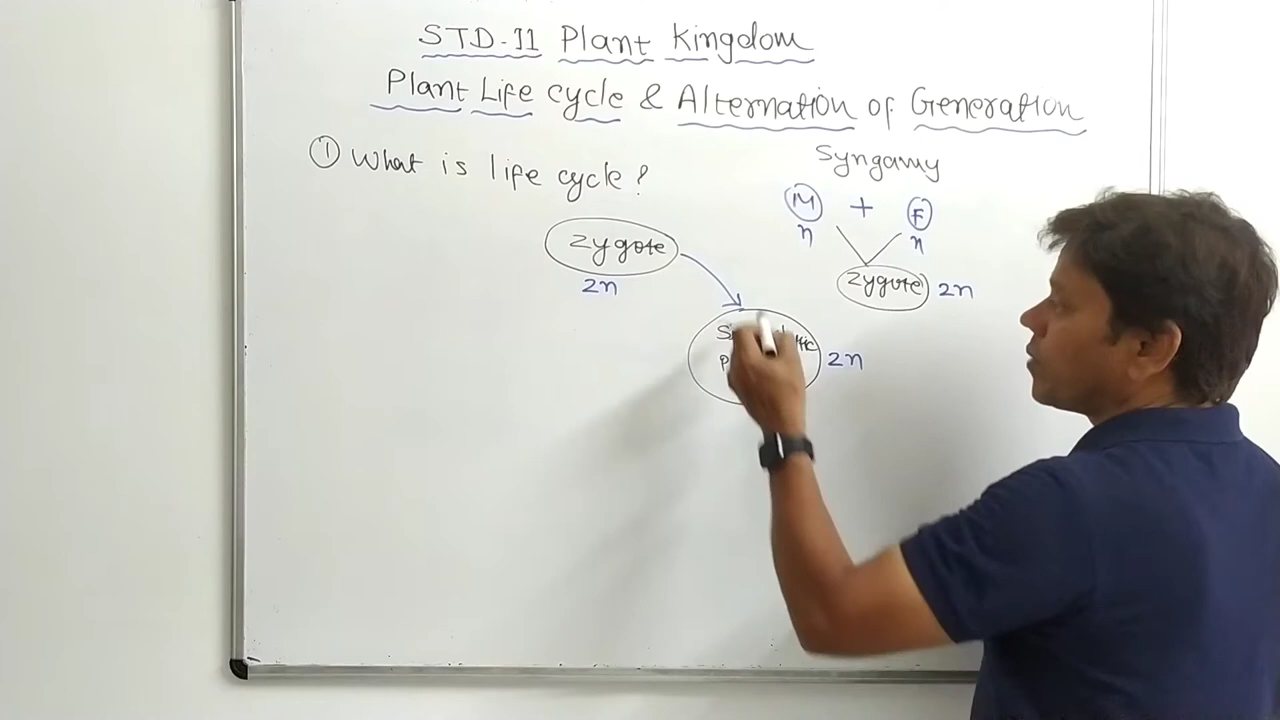 STD-11 Plant Kingdom
Plant Life cycle & Alternation of Generation
① What is life cycle?
Syngamy
M + F
n n
zygote 2n
zygote
2n
2n